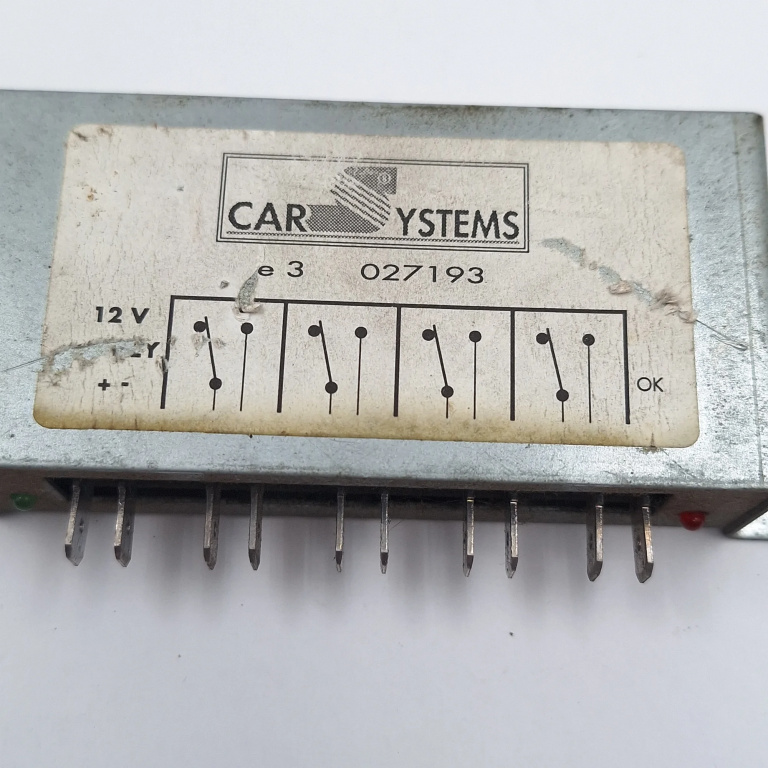 CAR SYSTEMS
e 3 027193
12 V
+ -
OK